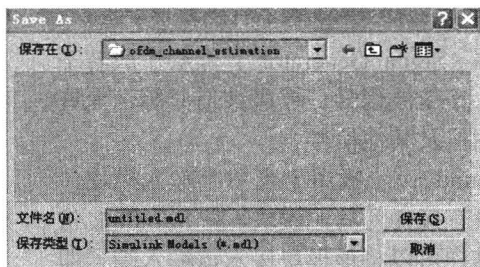 Save As
保存在(I): ofdm_channel_estimation
文件名(N): untitled.mdl 保存(S)
保存类型(T): Simulink Models (*.mdl) 取消